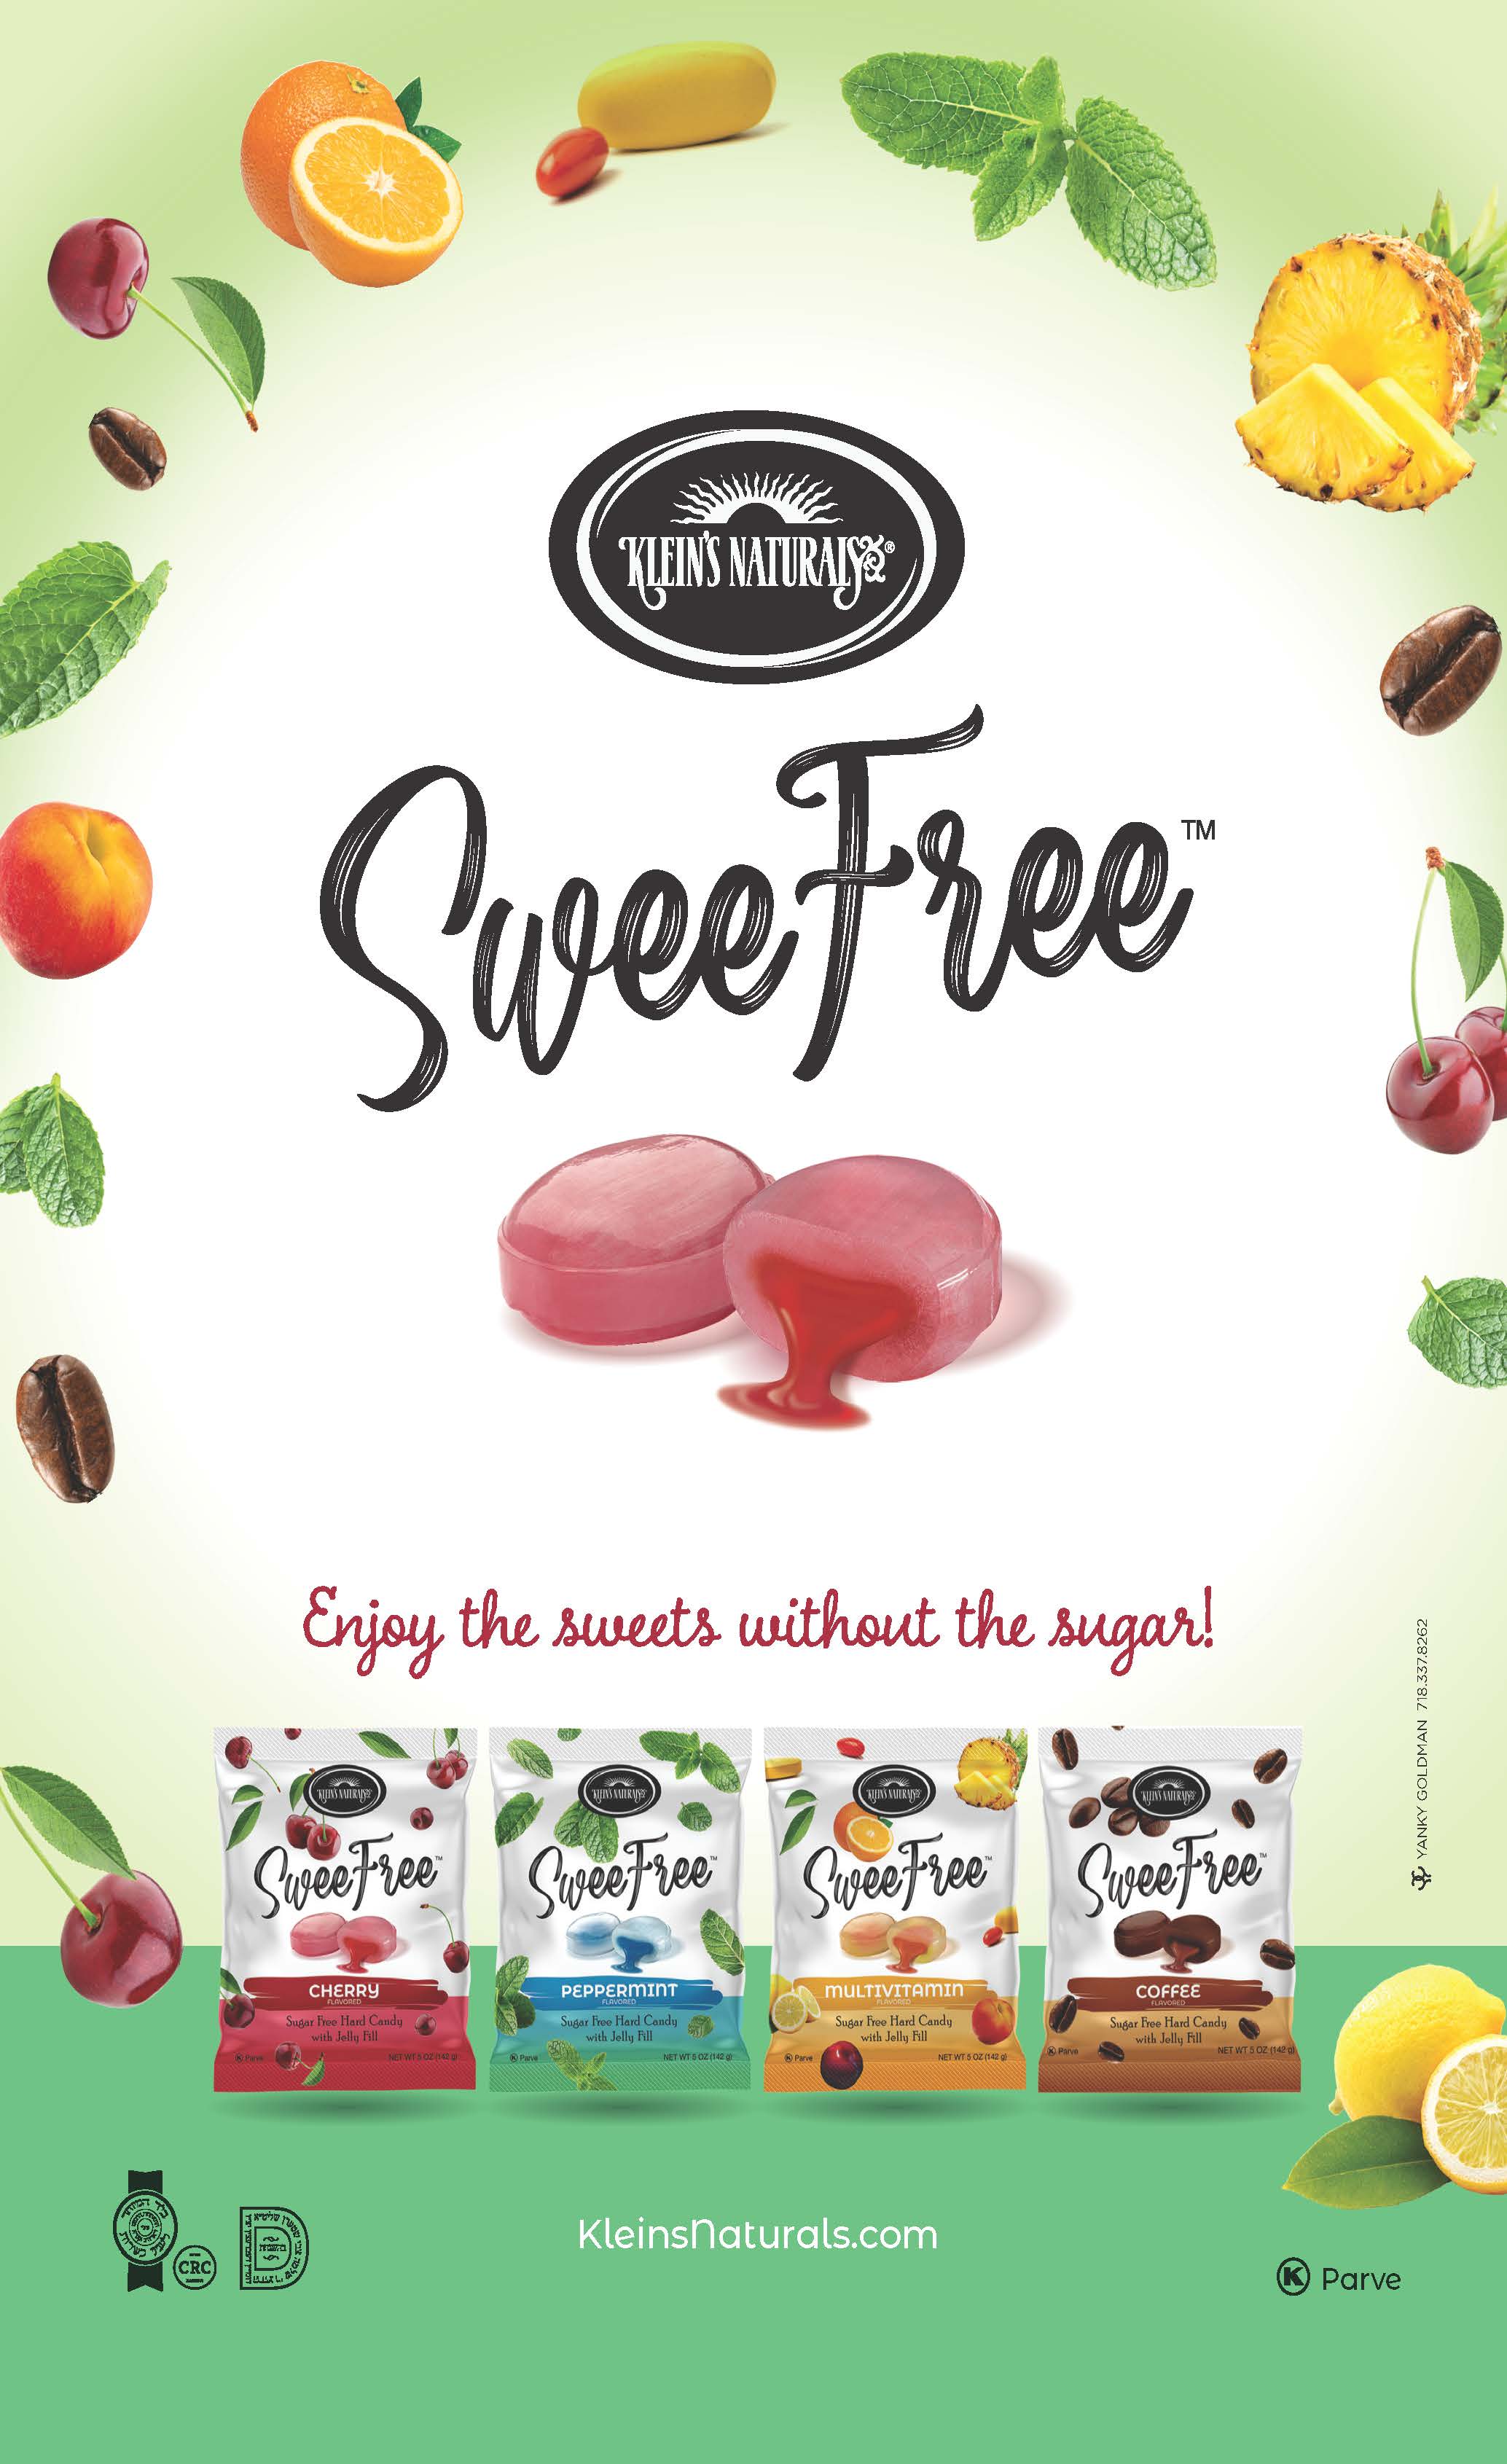 KLEIN'S NATURALS®
SweeFree™
Enjoy the sweets without the sugar!
YANKY GOLDMAN 718.337.8262
KLEIN'S NATURALS
SweeFree™
CHERRY
FLAVORED
Sugar Free Hard Candy
with Jelly Fill
K Parve
NET WT 5 OZ (142 g)
KLEIN'S NATURALS
SweeFree™
PEPPERMINT
FLAVORED
Sugar Free Hard Candy
with Jelly Fill
K Parve
NET WT 5 OZ (142 g)
KLEIN'S NATURALS
SweeFree™
MULTIVITAMIN
FLAVORED
Sugar Free Hard Candy
with Jelly Fill
K Parve
NET WT 5 OZ (142 g)
KLEIN'S NATURALS
SweeFree™
COFFEE
FLAVORED
Sugar Free Hard Candy
with Jelly Fill
K Parve
NET WT 5 OZ (142 g)
CRC
KleinsNaturals.com
K Parve